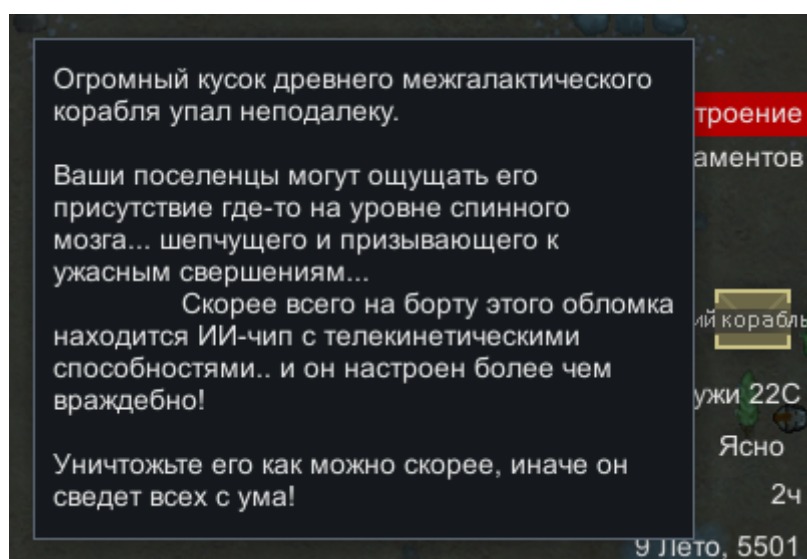 Огромный кусок древнего межгалактического
корабля упал неподалеку.
Ваши поселенцы могут ощущать его
присутствие где-то на уровне спинного
мозга... шепчущего и призывающего к
ужасным свершениям...
Скорее всего на борту этого обломка
находится ИИ-чип с телекинетическими
способностями.. и он настроен более чем
враждебно!
Уничтожьте его как можно скорее, иначе он
сведет всех с ума!
троение
аментов
ий корабль
ужи 22C
Ясно
2ч
9 Лето, 5501